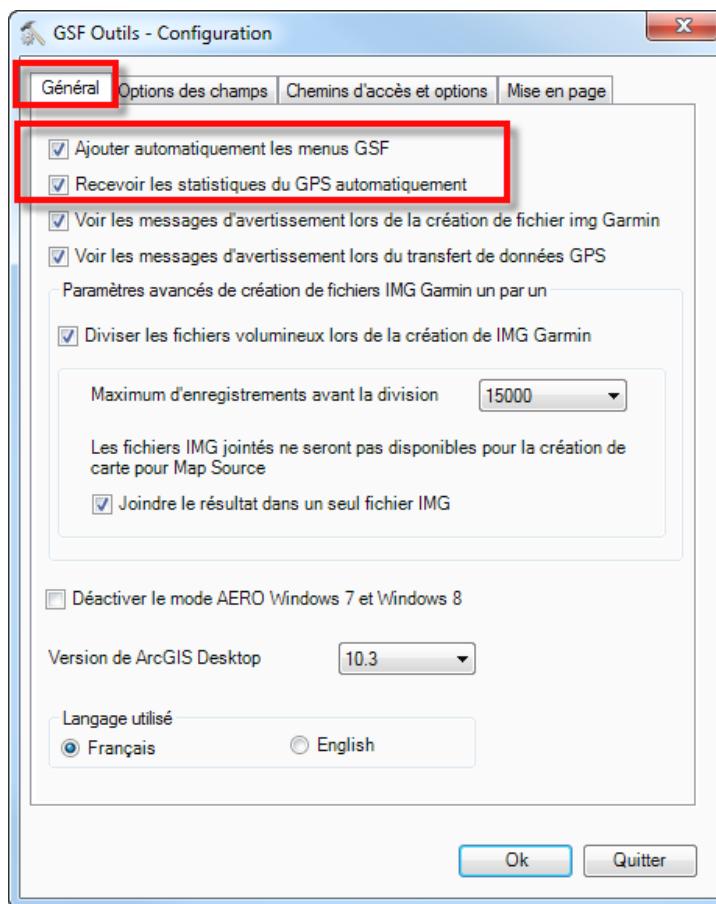 GSF Outils - Configuration
Général
Options des champs
Chemins d'accès et options
Mise en page
Ajouter automatiquement les menus GSF
Recevoir les statistiques du GPS automatiquement
Voir les messages d'avertissement lors de la création de fichier img Garmin
Voir les messages d'avertissement lors du transfert de données GPS
Paramètres avancés de création de fichiers IMG Garmin un par un
Diviser les fichiers volumineux lors de la création de IMG Garmin
Maximum d'enregistrements avant la division
15000
Les fichiers IMG jointés ne seront pas disponibles pour la création de
carte pour Map Source
Joindre le résultat dans un seul fichier IMG
Déactiver le mode AERO Windows 7 et Windows 8
Version de ArcGIS Desktop
10.3
Langage utilisé
Français
English
Ok
Quitter